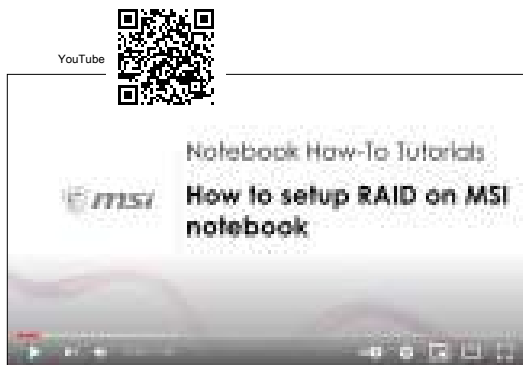 YouTube
Notebook How-To Tutorials
msi
How to setup RAID on MSI
notebook